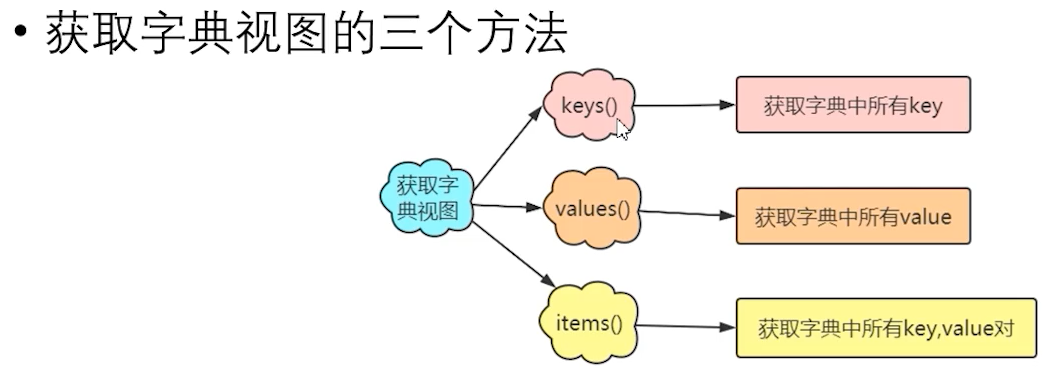 • 获取字典视图的三个方法
keys()
获取字典中所有key
获取字
典视图
values()
获取字典中所有value
items()
获取字典中所有key,value对